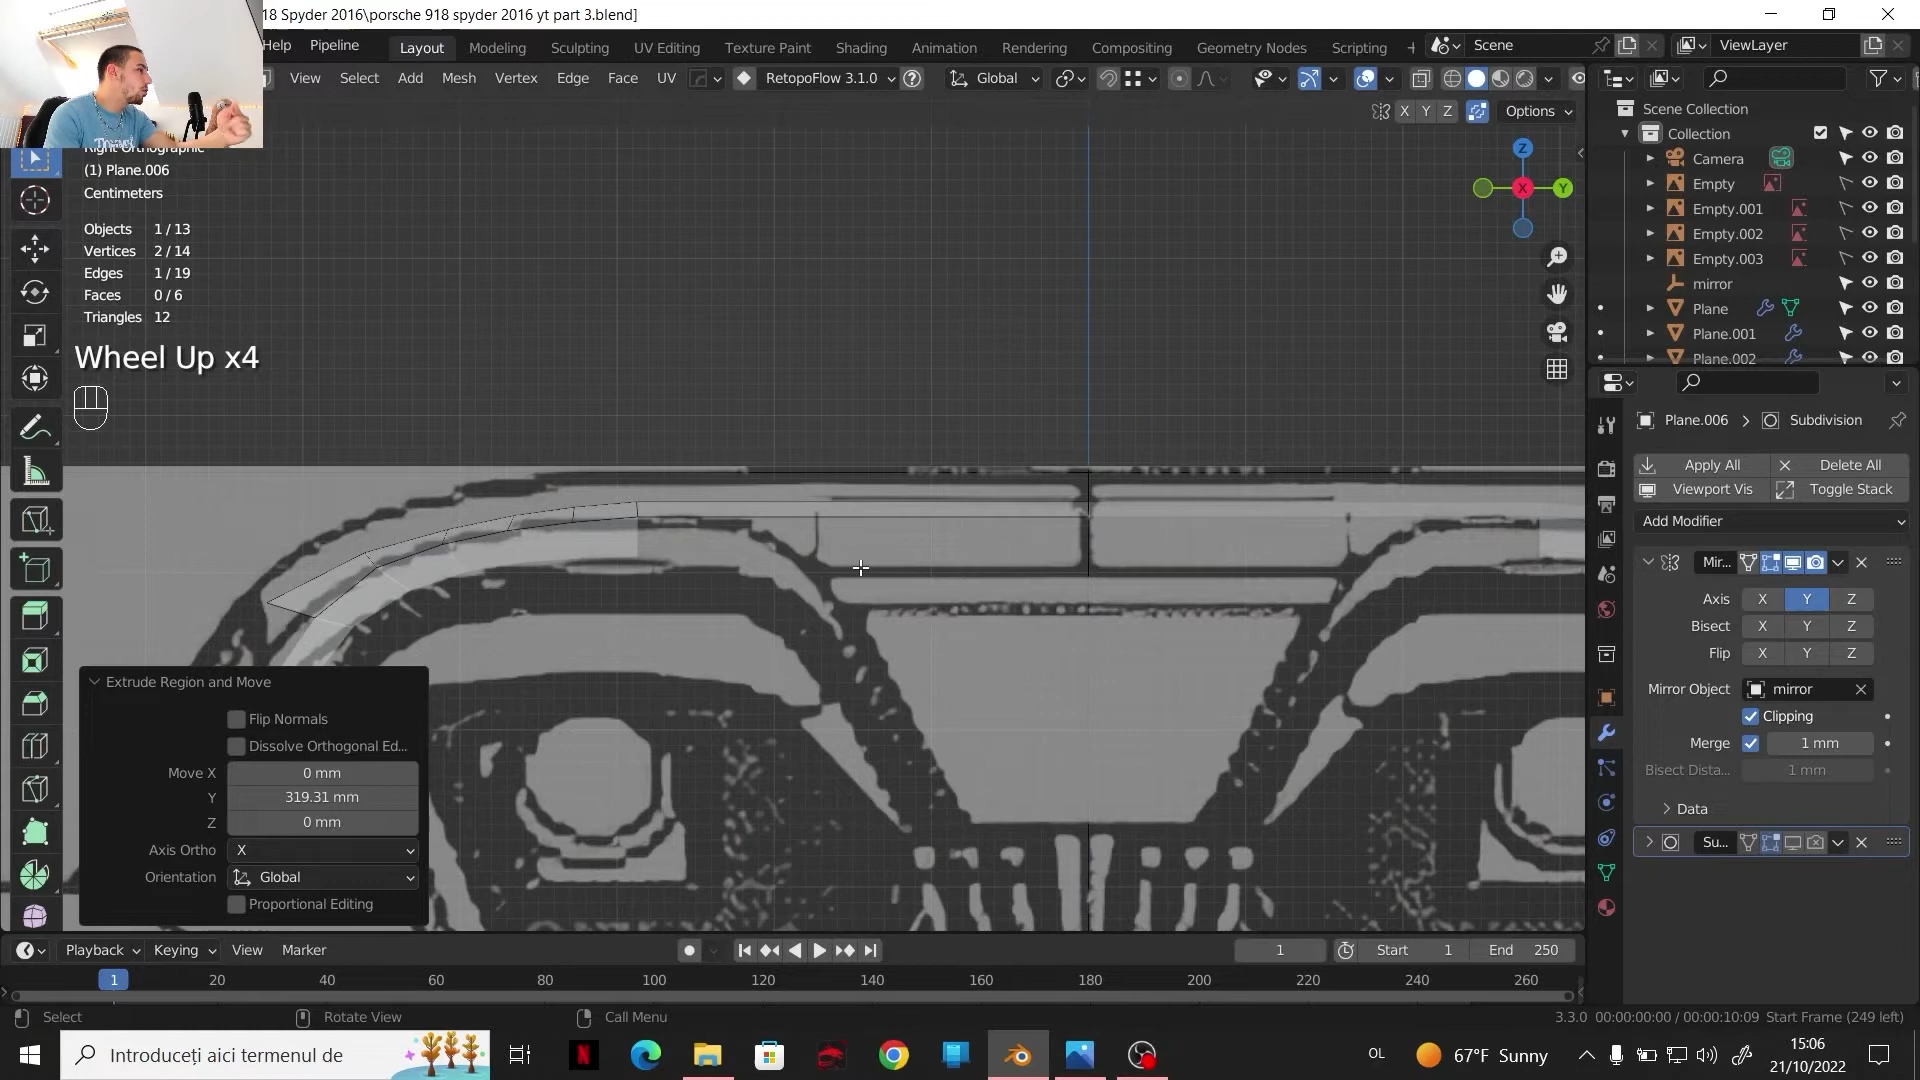 18 Spyder 2016\porsche 918 spyder 2016 yt part 3.blend]
Help Pipeline Layout Modeling Sculpting UV Editing Texture Paint Shading Animation Rendering Compositing Geometry Nodes Scripting + Scene ViewLayer
View Select Add Mesh Vertex Edge Face UV RetopoFlow 3.1.0 Global
X Y Z Options
Right Orthographic
(1) Plane.006
Centimeters
Objects 1 / 13
Vertices 2 / 14
Edges 1 / 19
Faces 0 / 6
Triangles 12
Wheel Up x4
Z
X
Y
Scene Collection
Collection
Camera
Empty
Empty.001
Empty.002
Empty.003
mirror
Plane
Plane.001
Plane.002
Plane.006 > Subdivision
Apply All Delete All
Viewport Vis Toggle Stack
Add Modifier
Mir...
Axis X Y Z
Bisect X Y Z
Flip X Y Z
Mirror Object mirror
Clipping
Merge 1 mm
Bisect Dista... 1 mm
Data
Su...
Extrude Region and Move
Flip Normals
Dissolve Orthogonal Ed...
Move X 0 mm
Y 319.31 mm
Z 0 mm
Axis Ortho X
Orientation Global
Proportional Editing
Playback Keying View Marker 1 Start 1 End 250
1 20 40 60 80 100 120 140 160 180 200 220 240 260
Select Rotate View Call Menu 3.3.0 00:00:00:00 / 00:00:10:09 Start Frame (249 left)
Introduceți aici termenul de OL 67°F Sunny 15:06
21/10/2022